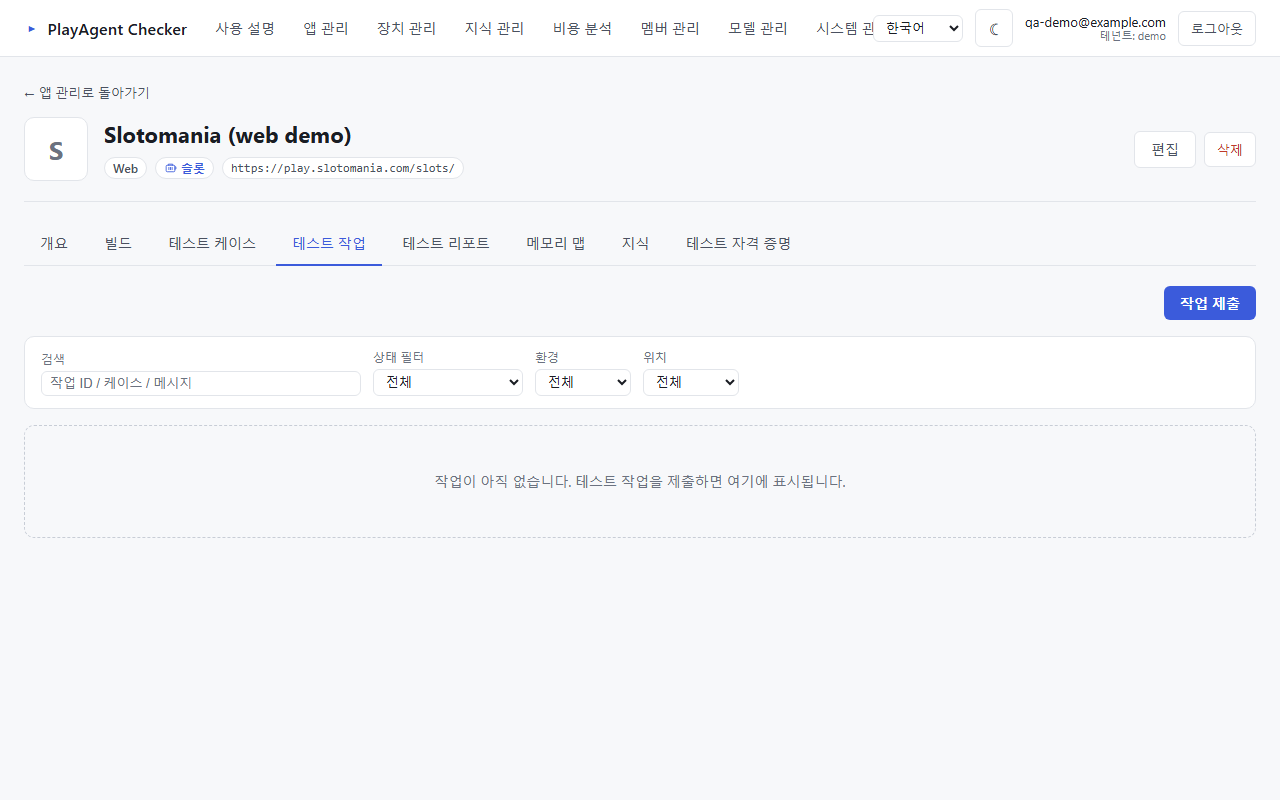 PlayAgent Checker 사용 설명 앱 관리 장치 관리 지식 관리 비용 분석 멤버 관리 모델 관리 시스템 관 한국어 qa-demo@example.com 로그아웃
테넌트: demo
← 앱 관리로 돌아가기
S
Slotomania (web demo)
Web 슬롯 https://play.slotomania.com/slots/
편집 삭제
개요 빌드 테스트 케이스 테스트 작업 테스트 리포트 메모리 맵 지식 테스트 자격 증명
작업 제출
검색 상태 필터 환경 위치
작업 ID / 케이스 / 메시지 전체 전체 전체
작업이 아직 없습니다. 테스트 작업을 제출하면 여기에 표시됩니다.